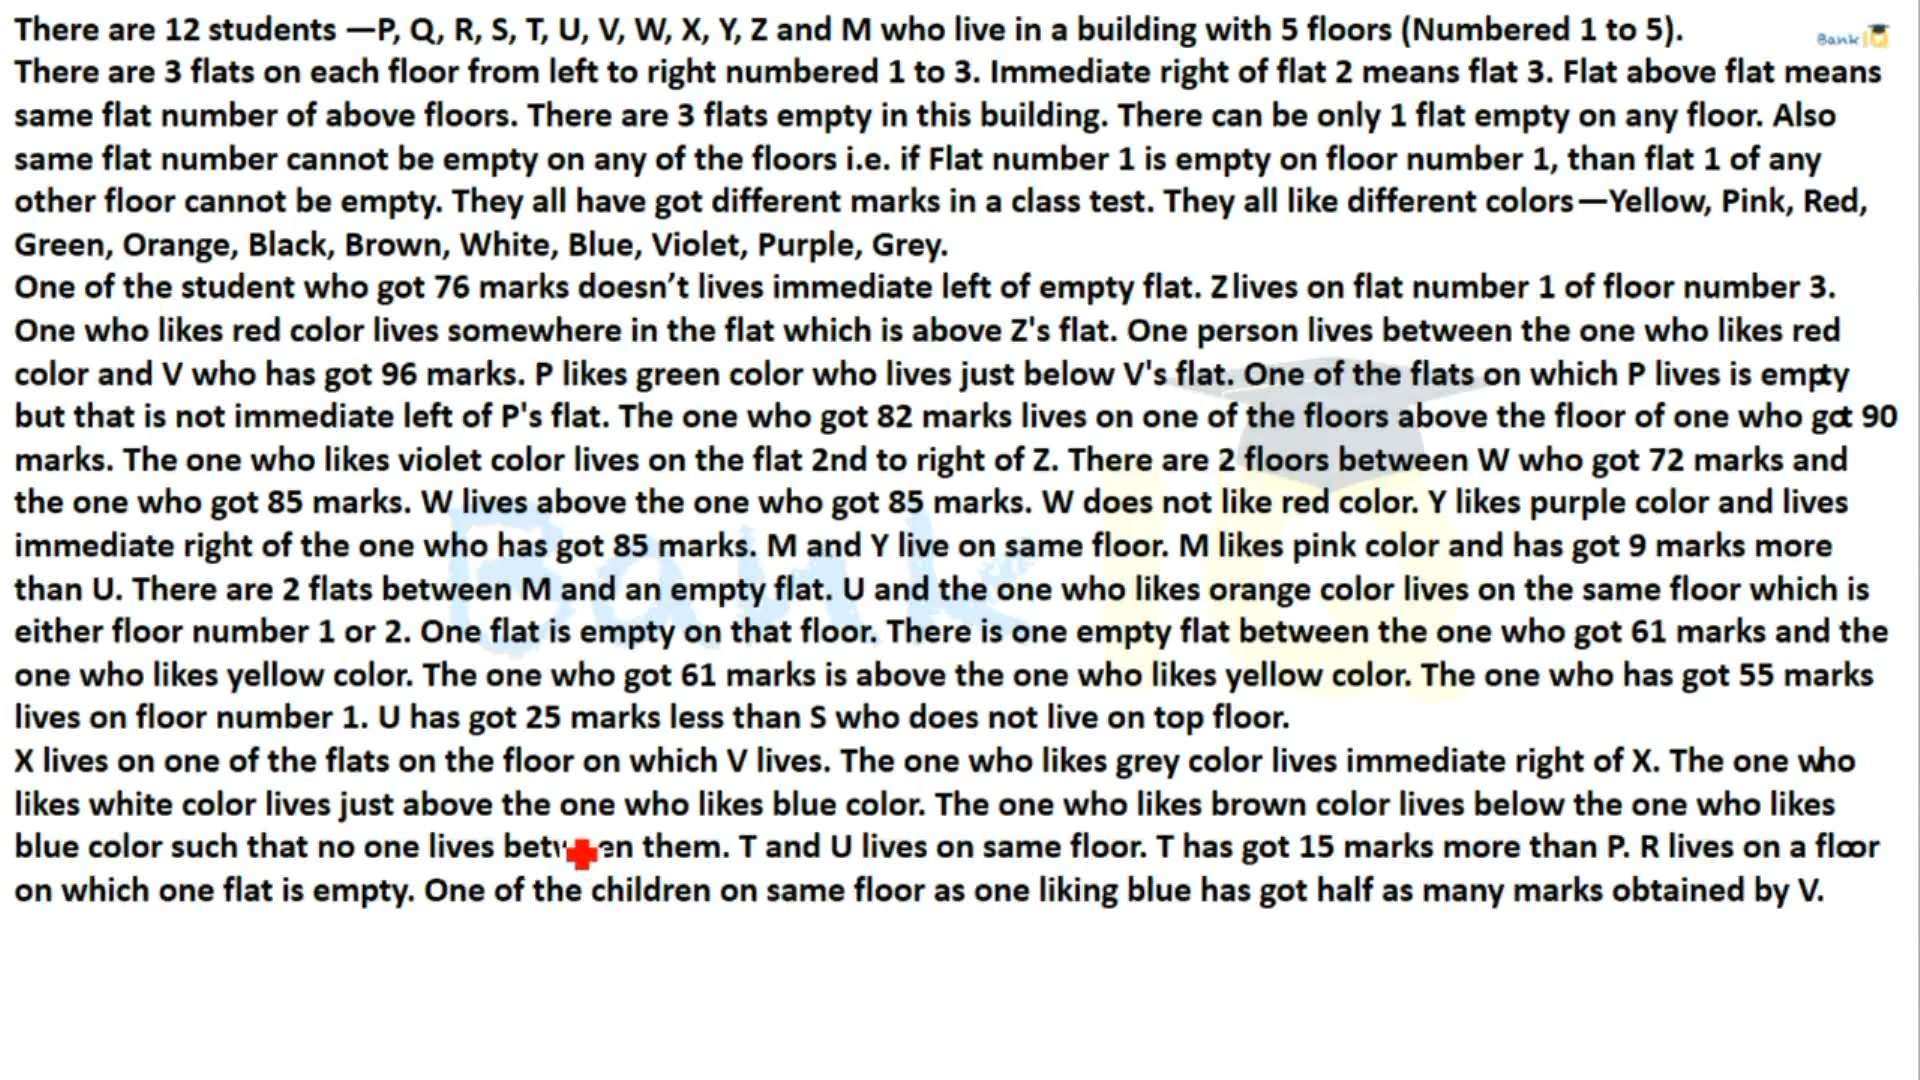 There are 12 students —P, Q, R, S, T, U, V, W, X, Y, Z and M who live in a building with 5 floors (Numbered 1 to 5).
Bank IQ
There are 3 flats on each floor from left to right numbered 1 to 3. Immediate right of flat 2 means flat 3. Flat above flat means
same flat number of above floors. There are 3 flats empty in this building. There can be only 1 flat empty on any floor. Also
same flat number cannot be empty on any of the floors i.e. if Flat number 1 is empty on floor number 1, than flat 1 of any
other floor cannot be empty. They all have got different marks in a class test. They all like different colors—Yellow, Pink, Red,
Green, Orange, Black, Brown, White, Blue, Violet, Purple, Grey.
One of the student who got 76 marks doesn't lives immediate left of empty flat. Z lives on flat number 1 of floor number 3.
One who likes red color lives somewhere in the flat which is above Z's flat. One person lives between the one who likes red
color and V who has got 96 marks. P likes green color who lives just below V's flat. One of the flats on which P lives is empty
but that is not immediate left of P's flat. The one who got 82 marks lives on one of the floors above the floor of one who got 90
marks. The one who likes violet color lives on the flat 2nd to right of Z. There are 2 floors between W who got 72 marks and
the one who got 85 marks. W lives above the one who got 85 marks. W does not like red color. Y likes purple color and lives
immediate right of the one who has got 85 marks. M and Y live on same floor. M likes pink color and has got 9 marks more
than U. There are 2 flats between M and an empty flat. U and the one who likes orange color lives on the same floor which is
either floor number 1 or 2. One flat is empty on that floor. There is one empty flat between the one who got 61 marks and the
one who likes yellow color. The one who got 61 marks is above the one who likes yellow color. The one who has got 55 marks
lives on floor number 1. U has got 25 marks less than S who does not live on top floor.
X lives on one of the flats on the floor on which V lives. The one who likes grey color lives immediate right of X. The one who
likes white color lives just above the one who likes blue color. The one who likes brown color lives below the one who likes
blue color such that no one lives between them. T and U lives on same floor. T has got 15 marks more than P. R lives on a floor
on which one flat is empty. One of the children on same floor as one liking blue has got half as many marks obtained by V.
Bank IQ